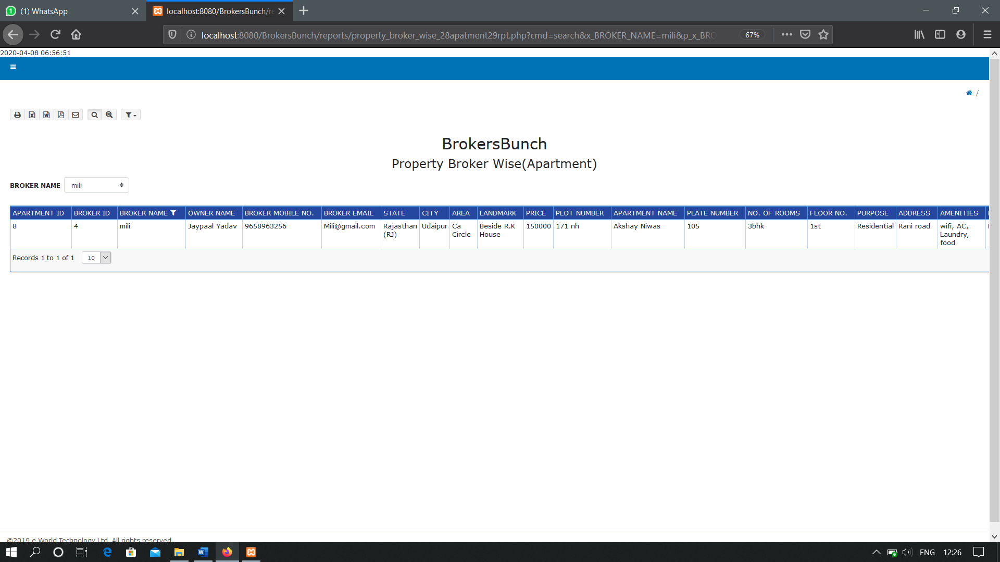 (1) WhatsApp
localhost:8080/BrokersBunch/re
localhost:8080/BrokersBunch/reports/property_broker_wise_28apatment29rpt.php?cmd=search&x_BROKER_NAME=mili&p_x_BRO
67%
2020-04-08 06:56:51
/
BrokersBunch
Property Broker Wise(Apartment)
BROKER NAME mili
APARTMENT ID BROKER ID BROKER NAME OWNER NAME BROKER MOBILE NO. BROKER EMAIL STATE CITY AREA LANDMARK PRICE PLOT NUMBER APARTMENT NAME PLATE NUMBER NO. OF ROOMS FLOOR NO. PURPOSE ADDRESS AMENITIES
8 4 mili Jaypaal Yadav 9658963256 Mili@gmail.com Rajasthan Udaipur Ca Beside R.K 150000 171 nh Akshay Niwas 105 3bhk 1st Residential Rani road wifi, AC,
(RJ) Circle House Laundry,
food
Records 1 to 1 of 1 10
©2019 e.World Technology Ltd. All rights reserved.
ENG 12:26